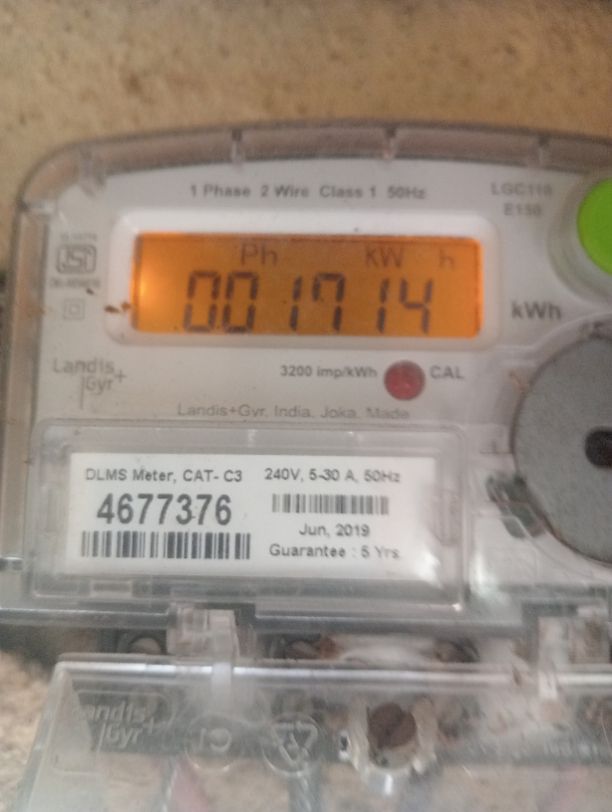 1 Phase 2 Wire Class 1 50Hz
LGC110
E150
Ph kW h
001714
kWh
Landis+
Gyr
3200 imp/kWh
CAL
Landis+Gyr, India, Joka, Made
DLMS Meter, CAT- C3
240V, 5-30 A, 50Hz
4677376
Jun, 2019
Guarantee : 5 Yrs.
andis+
Gyr